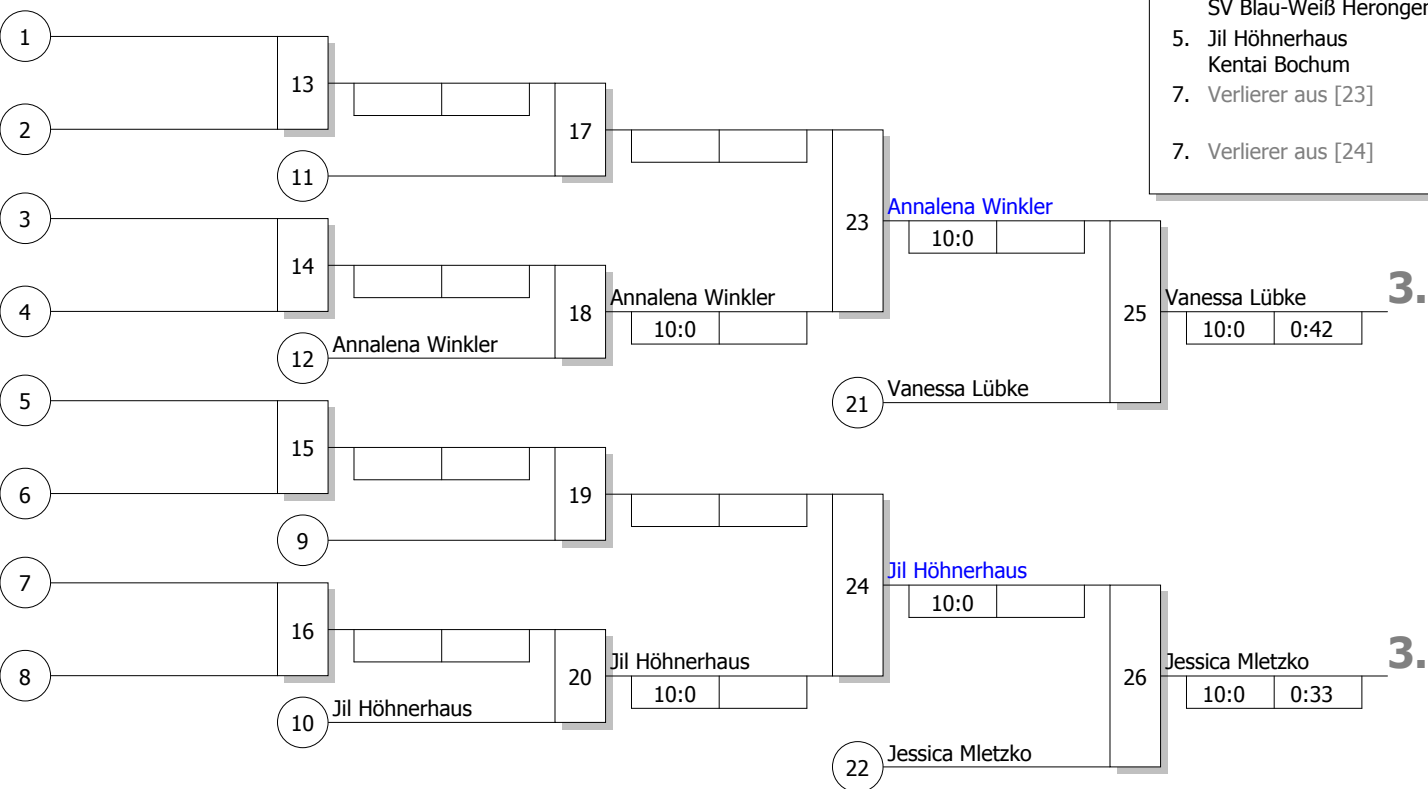 SV Blau-Weiß Herongen
5. Jil Höhnerhaus
Kentai Bochum
7. Verlierer aus [23]
7. Verlierer aus [24]
1
13
2
17
11
3
23
Annalena Winkler
10:0
14
4
18
Annalena Winkler
10:0
12
Annalena Winkler
25
Vanessa Lübke
3.
10:0 0:42
5
21
Vanessa Lübke
15
6
19
9
7
24
Jil Höhnerhaus
10:0
16
8
20
Jil Höhnerhaus
10:0
10
Jil Höhnerhaus
26
Jessica Mletzko
3.
10:0 0:33
22
Jessica Mletzko